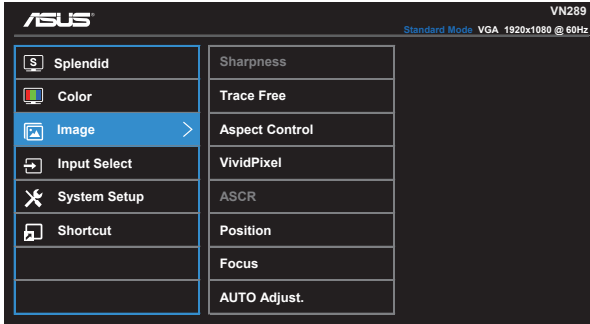 ASUS
VN289
Standard Mode VGA 1920x1080 @ 60Hz
S Splendid
Color
Image
Input Select
System Setup
Shortcut
Sharpness
Trace Free
Aspect Control
VividPixel
ASCR
Position
Focus
AUTO Adjust.